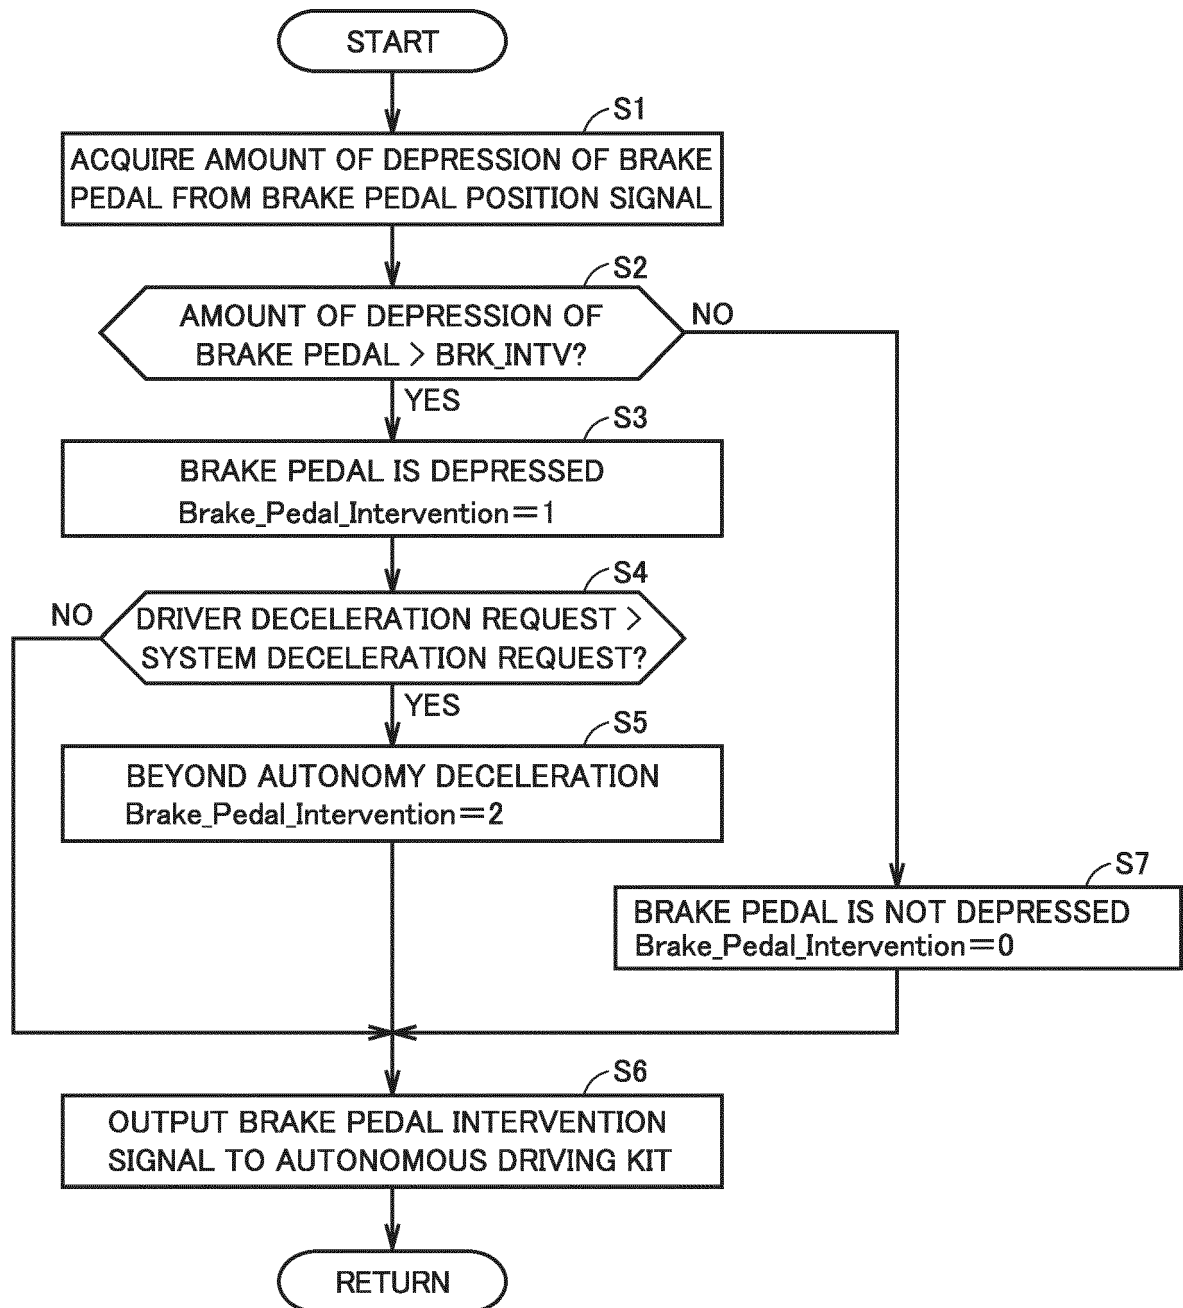 START
S1
ACQUIRE AMOUNT OF DEPRESSION OF BRAKE
PEDAL FROM BRAKE PEDAL POSITION SIGNAL
S2
AMOUNT OF DEPRESSION OF
BRAKE PEDAL > BRK_INTV?
NO
YES
S3
BRAKE PEDAL IS DEPRESSED
Brake_Pedal_Intervention=1
S4
NO
DRIVER DECELERATION REQUEST >
SYSTEM DECELERATION REQUEST?
YES
S5
BEYOND AUTONOMY DECELERATION
Brake_Pedal_Intervention=2
S7
BRAKE PEDAL IS NOT DEPRESSED
Brake_Pedal_Intervention=0
S6
OUTPUT BRAKE PEDAL INTERVENTION
SIGNAL TO AUTONOMOUS DRIVING KIT
RETURN